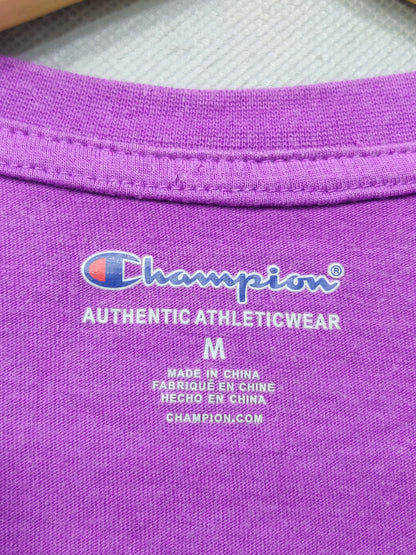 Champion®
AUTHENTIC ATHLETICWEAR
M
MADE IN CHINA
FABRIQUÉ EN CHINE
HECHO EN CHINA
CHAMPION.COM